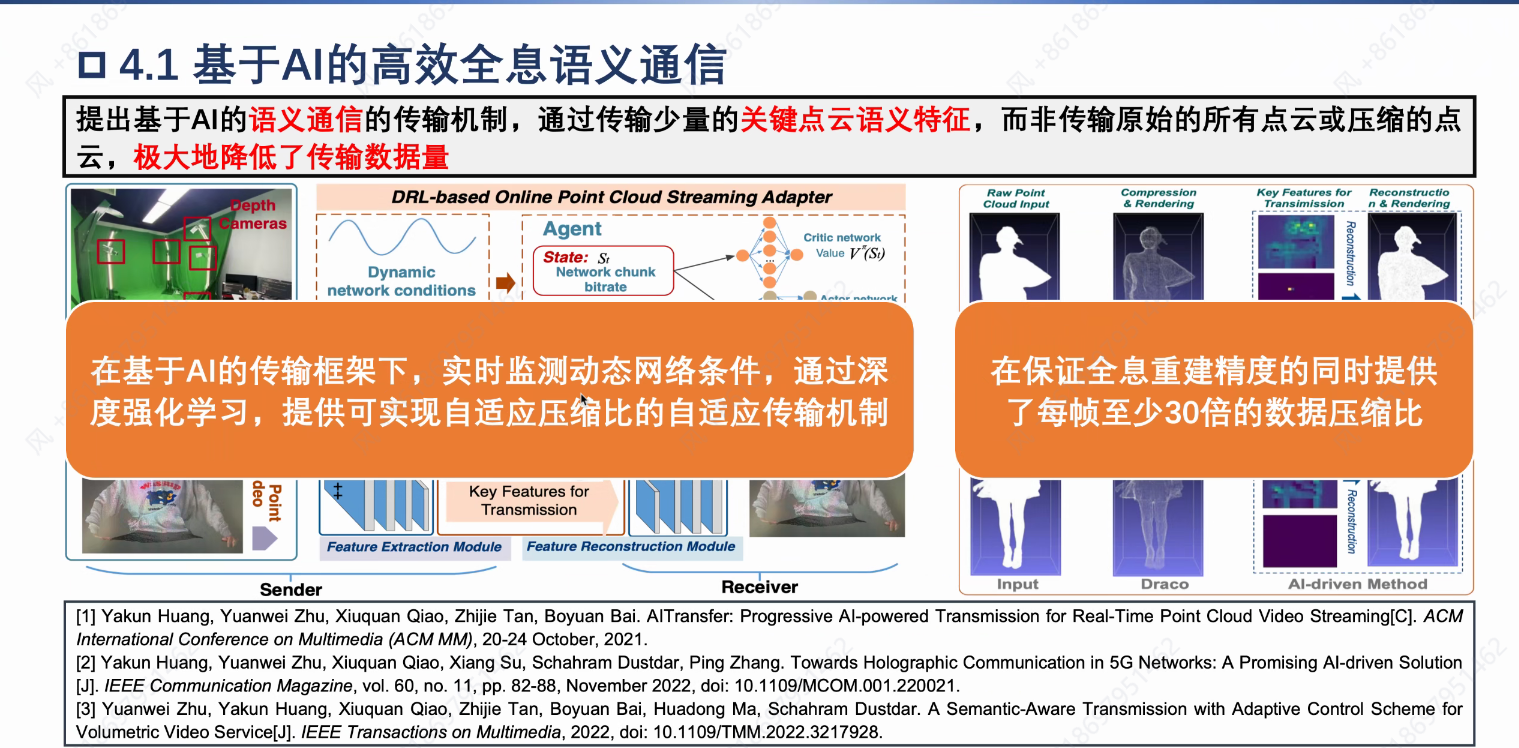 4.1 基于AI的高效全息语义通信
提出基于AI的语义通信的传输机制，通过传输少量的关键点云语义特征，而非传输原始的所有点云或压缩的点
云，极大地降低了传输数据量
Depth
Cameras
DRL-based Online Point Cloud Streaming Adapter
Dynamic
network conditions
Agent
State: St
Network chunk
bitrate
Critic network
Value Vπ(St)
Actor network
Raw Point
Cloud Input
Compression
& Rendering
Key Features for
Transimission
Reconstructio
n & Rendering
Reconstruction
在基于AI的传输框架下，实时监测动态网络条件，通过深
度强化学习，提供可实现自适应压缩比的自适应传输机制
在保证全息重建精度的同时提供
了每帧至少30倍的数据压缩比
Point
deo
Key Features for
Transmission
Feature Extraction Module
Feature Reconstruction Module
Sender
Receiver
Reconstruction
Input
Draco
AI-driven Method
[1] Yakun Huang, Yuanwei Zhu, Xiuquan Qiao, Zhijie Tan, Boyuan Bai. AITransfer: Progressive AI-powered Transmission for Real-Time Point Cloud Video Streaming[C]. ACM
International Conference on Multimedia (ACM MM), 20-24 October, 2021.
[2] Yakun Huang, Yuanwei Zhu, Xiuquan Qiao, Xiang Su, Schahram Dustdar, Ping Zhang. Towards Holographic Communication in 5G Networks: A Promising AI-driven Solution
[J]. IEEE Communication Magazine, vol. 60, no. 11, pp. 82-88, November 2022, doi: 10.1109/MCOM.001.220021.
[3] Yuanwei Zhu, Yakun Huang, Xiuquan Qiao, Zhijie Tan, Boyuan Bai, Huadong Ma, Schahram Dustdar. A Semantic-Aware Transmission with Adaptive Control Scheme for
Volumetric Video Service[J]. IEEE Transactions on Multimedia, 2022, doi: 10.1109/TMM.2022.3217928.